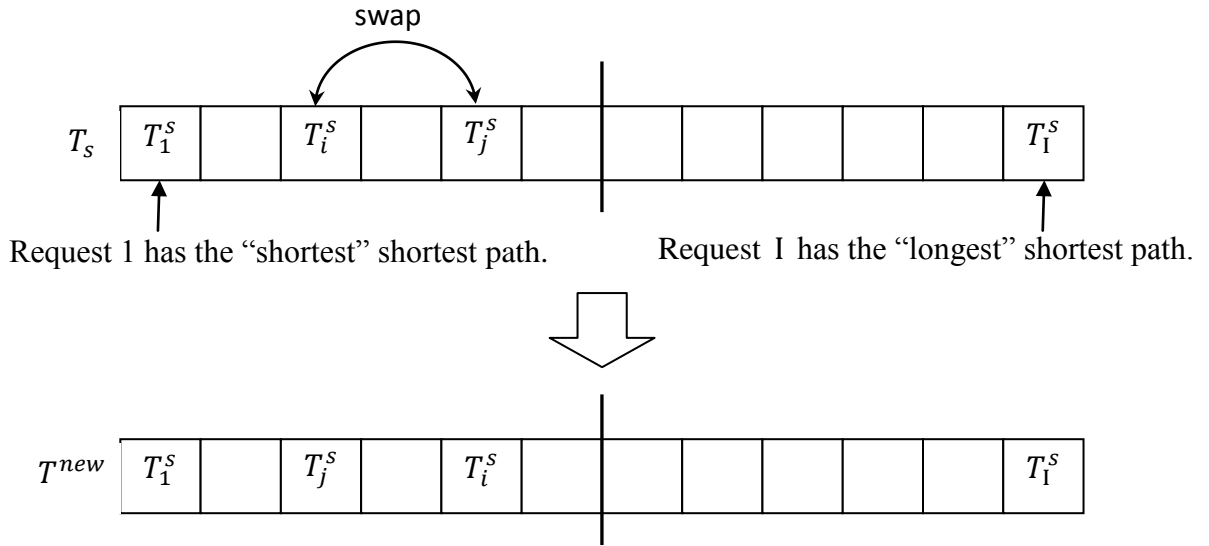 swap
T_s T_1^s T_i^s T_j^s T_I^s
Request 1 has the “shortest” shortest path. Request I has the “longest” shortest path.
T^{new} T_1^s T_j^s T_i^s T_I^s